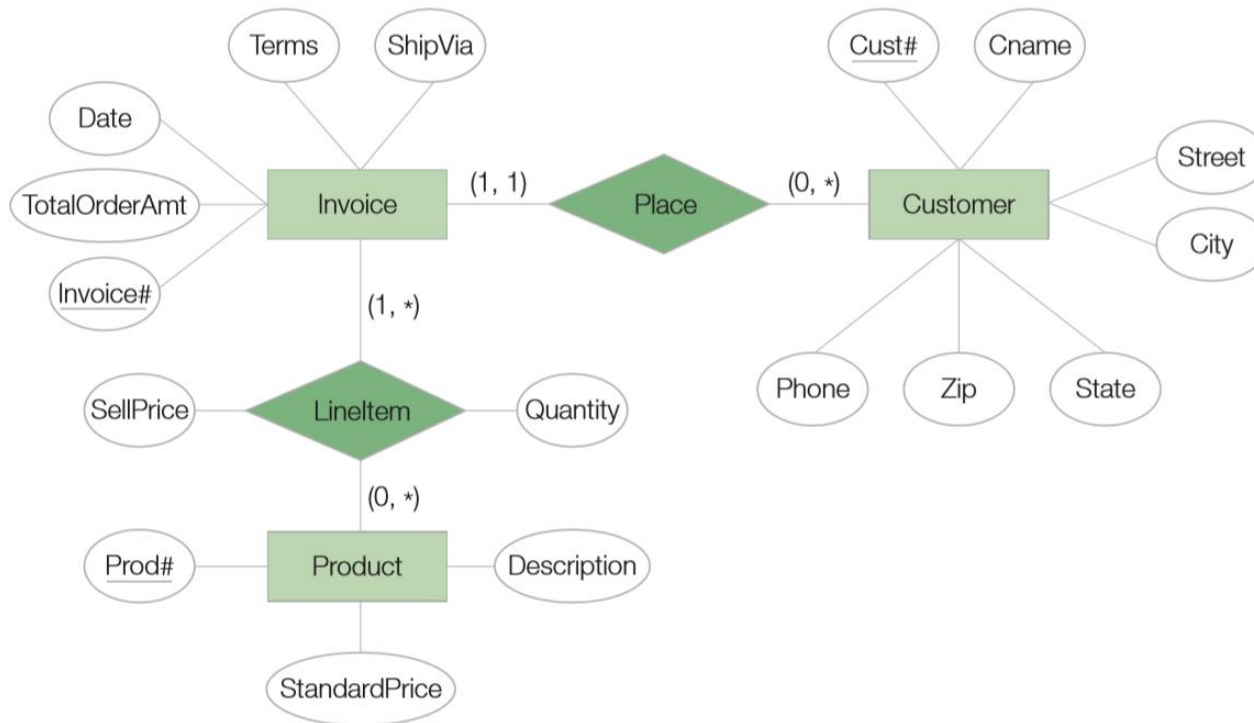 Terms
ShipVia
Cust#
Cname
Date
Street
TotalOrderAmt
Invoice
(1, 1)
Place
(0, *)
Customer
City
Invoice#
(1, *)
Phone
Zip
State
SellPrice
LineItem
Quantity
(0, *)
Prod#
Product
Description
StandardPrice